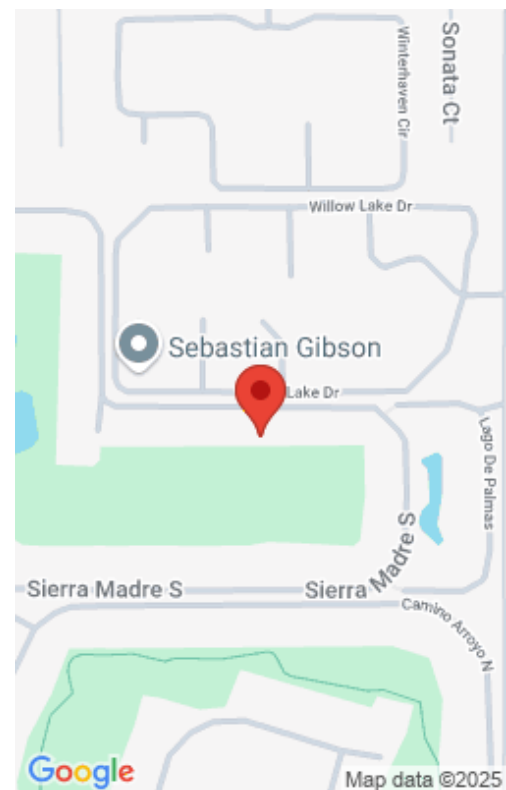 Sonata Ct
Winterhaven Cir
Willow Lake Dr
Sebastian Gibson
Lake Dr
Lago De Palmas
Sierra Madre S
Sierra Madre S
Camino Arroyo N
Google
Map data ©2025